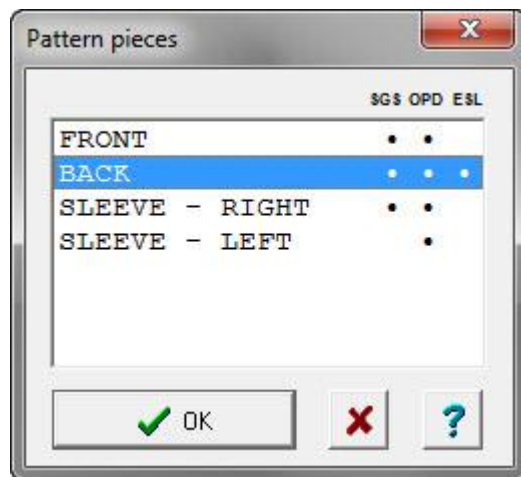 Pattern pieces
SGS OPD ESL
FRONT • •
BACK • • •
SLEEVE - RIGHT • •
SLEEVE - LEFT •
OK
?